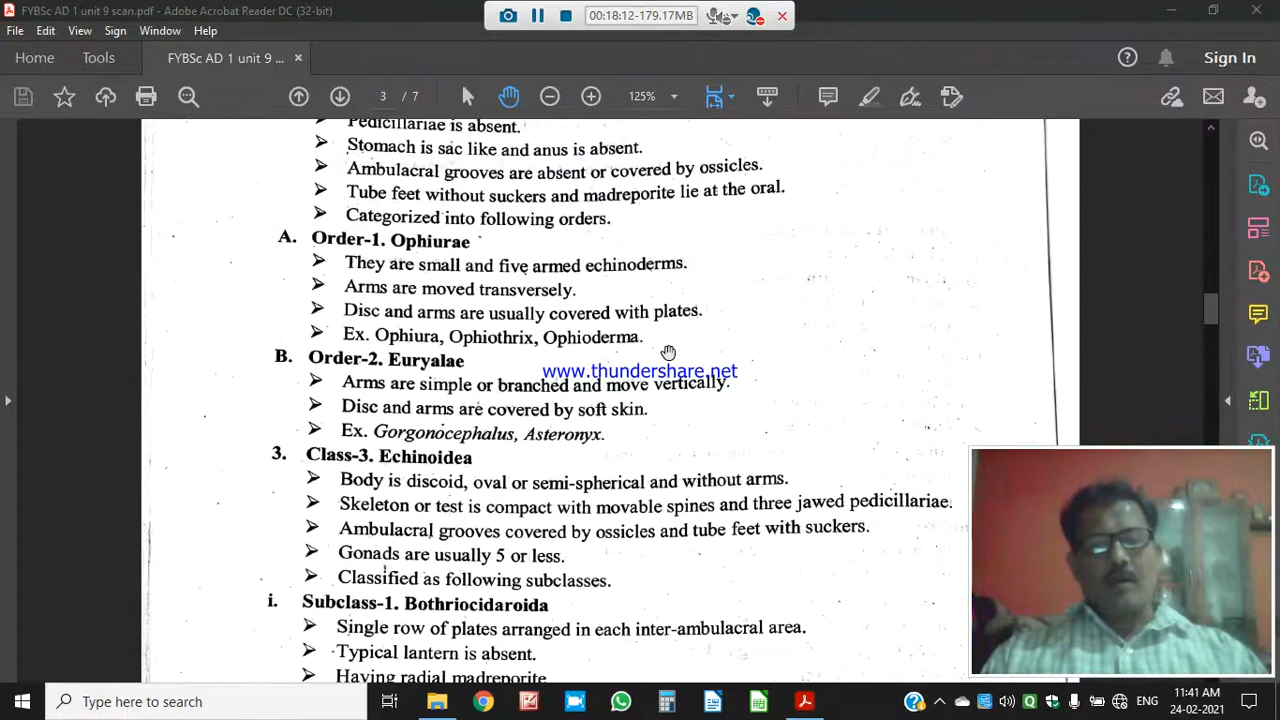 FYBSc AD 1 unit 9 scan.pdf - Adobe Acrobat Reader DC (32-bit)
00:18:12-179.17MB
File Edit View Sign Window Help
Home Tools FYBSc AD 1 unit 9 ... × Sign In
3 / 7 125%
Pedicillariae is absent.
Stomach is sac like and anus is absent.
Ambulacral grooves are absent or covered by ossicles.
Tube feet without suckers and madreporite lie at the oral.
Categorized into following orders.
A. Order-1. Ophiurae
They are small and five armed echinoderms.
Arms are moved transversely.
Disc and arms are usually covered with plates.
Ex. Ophiura, Ophiothrix, Ophioderma.
B. Order-2. Euryalae
www.thundershare.net
Arms are simple or branched and move vertically.
Disc and arms are covered by soft skin.
Ex. Gorgonocephalus, Asteronyx.
3. Class-3. Echinoidea
Body is discoid, oval or semi-spherical and without arms.
Skeleton or test is compact with movable spines and three jawed pedicillariae.
Ambulacral grooves covered by ossicles and tube feet with suckers.
Gonads are usually 5 or less.
Classified as following subclasses.
i. Subclass-1. Bothriocidaroida
Single row of plates arranged in each inter-ambulacral area.
Typical lantern is absent.
Having radial madreporite
Type here to search
ENG
11:41 AM
24-02-2021